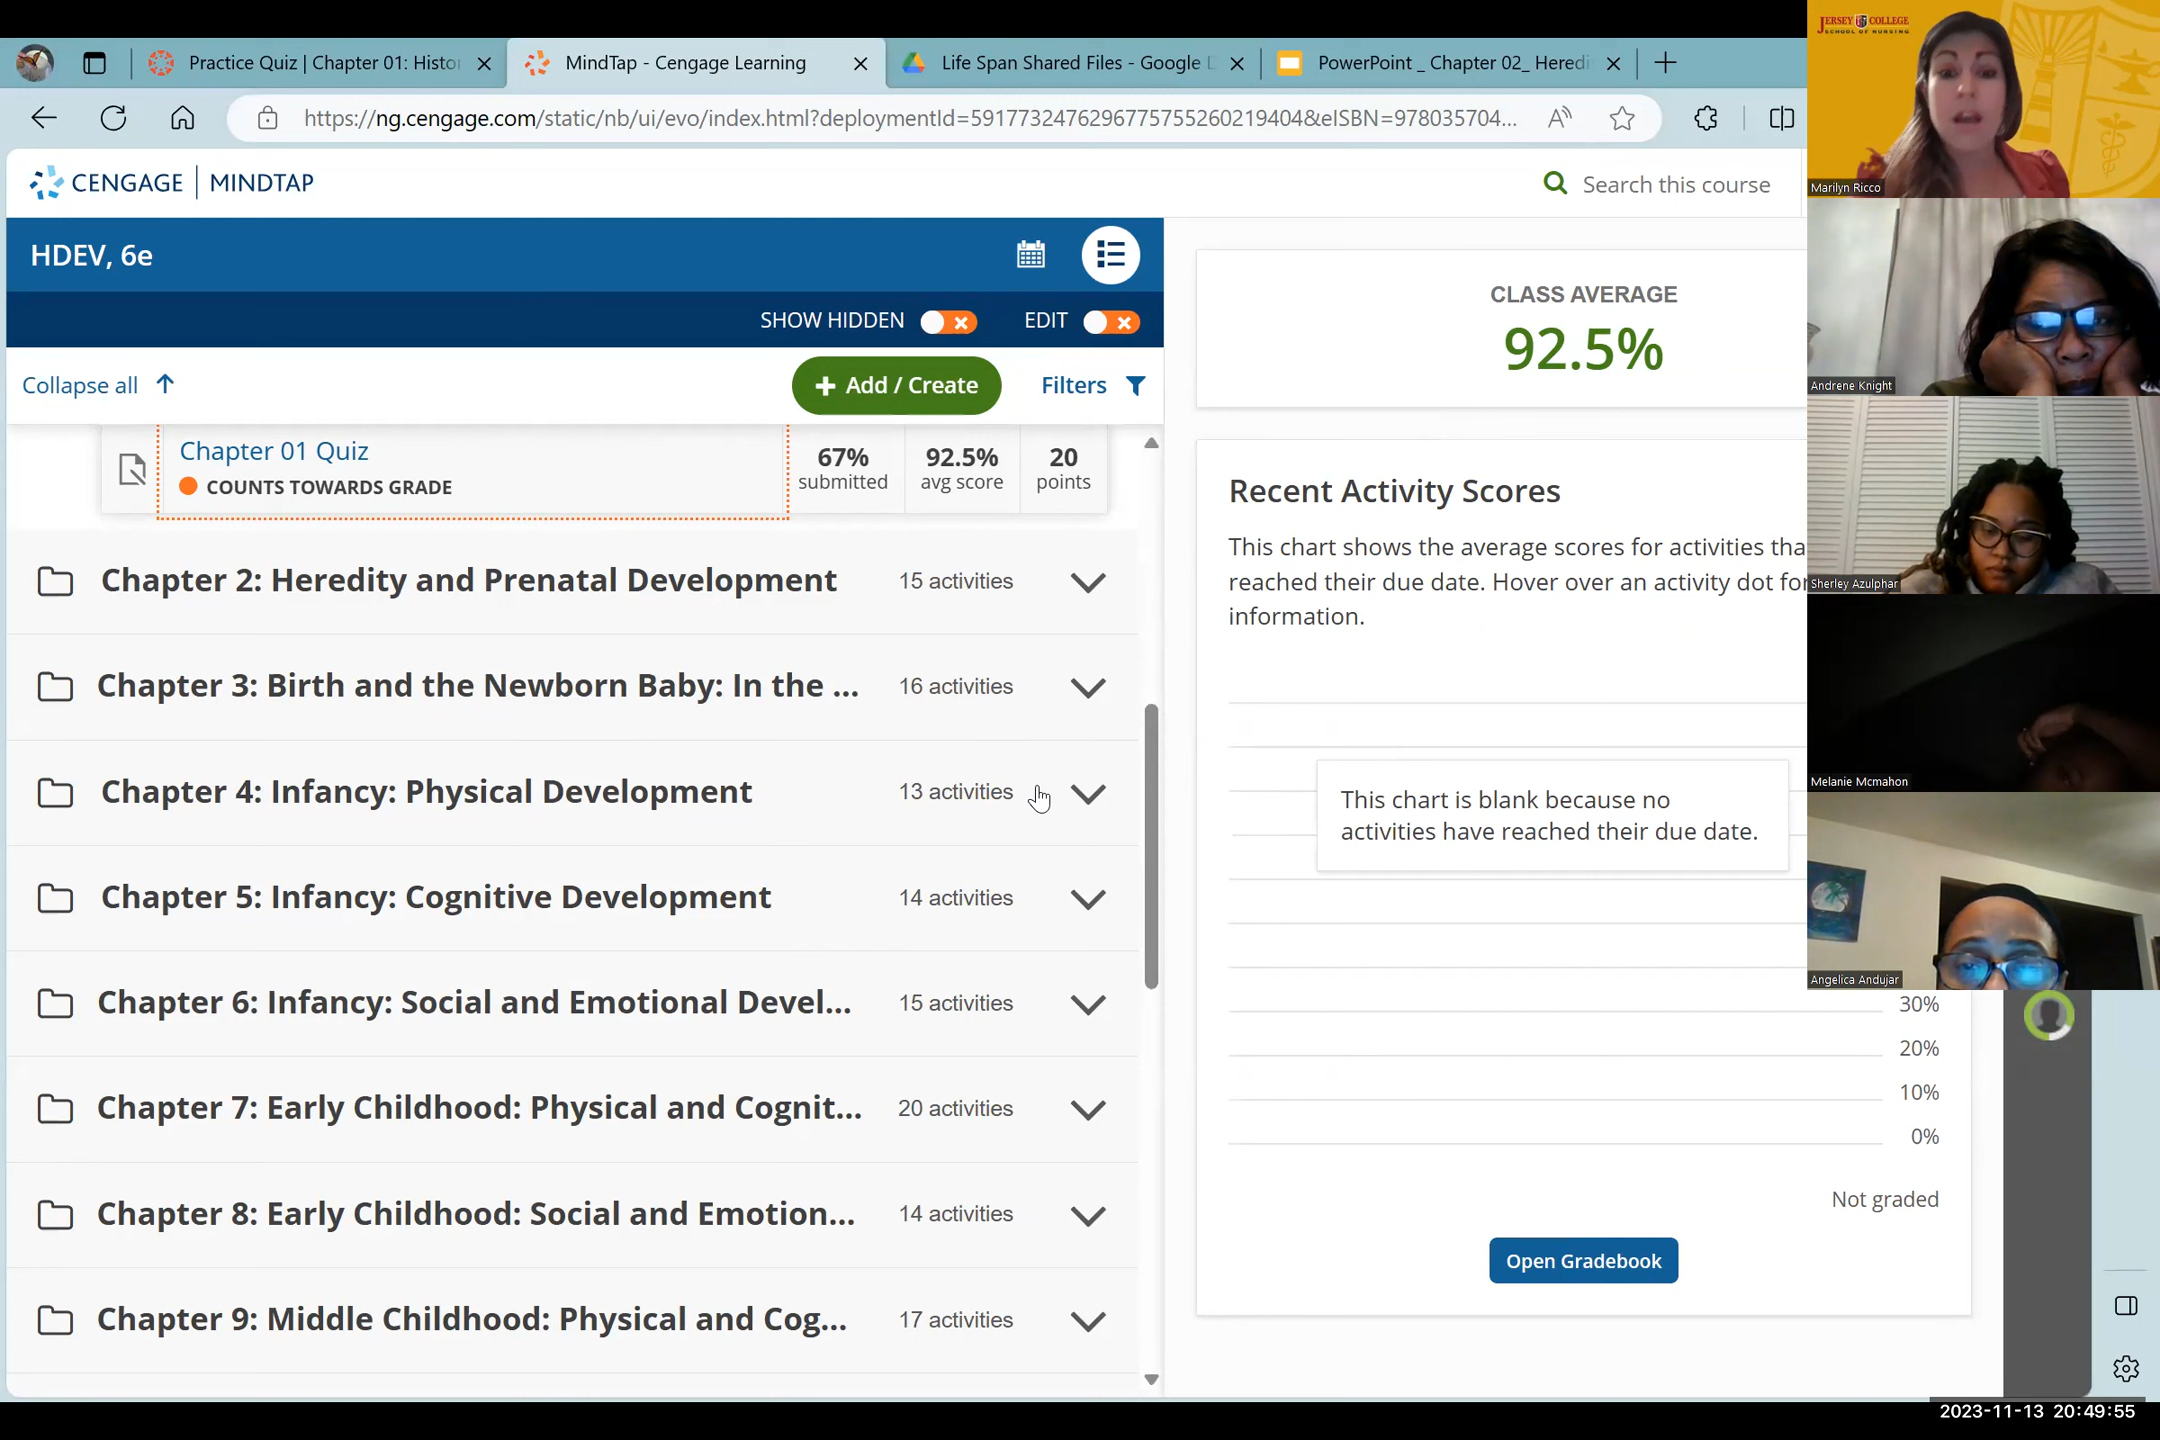 Practice Quiz | Chapter 01: Histo
MindTap - Cengage Learning
Life Span Shared Files - Google D
PowerPoint _ Chapter 02_ Heredi
https://ng.cengage.com/static/nb/ui/evo/index.html?deploymentId=59177324762967757552602194​04&eISBN=978035704...
CENGAGE | MINDTAP
Search this course
HDEV, 6e
SHOW HIDDEN
EDIT
Collapse all
+ Add / Create
Filters
Chapter 01 Quiz
COUNTS TOWARDS GRADE
67%
submitted
92.5%
avg score
20
points
Chapter 2: Heredity and Prenatal Development
15 activities
Chapter 3: Birth and the Newborn Baby: In the ...
16 activities
Chapter 4: Infancy: Physical Development
13 activities
Chapter 5: Infancy: Cognitive Development
14 activities
Chapter 6: Infancy: Social and Emotional Devel...
15 activities
Chapter 7: Early Childhood: Physical and Cognit...
20 activities
Chapter 8: Early Childhood: Social and Emotion...
14 activities
Chapter 9: Middle Childhood: Physical and Cog...
17 activities
CLASS AVERAGE
92.5%
Recent Activity Scores
This chart shows the average scores for activities tha
reached their due date. Hover over an activity dot for
information.
This chart is blank because no
activities have reached their due date.
30%
20%
10%
0%
Not graded
Open Gradebook
JERSEY COLLEGE
SCHOOL OF NURSING
Marilyn Ricco
Andrene Knight
Sherley Azulphar
Melanie Mcmahon
Angelica Andujar
2023-11-13 20:49:55